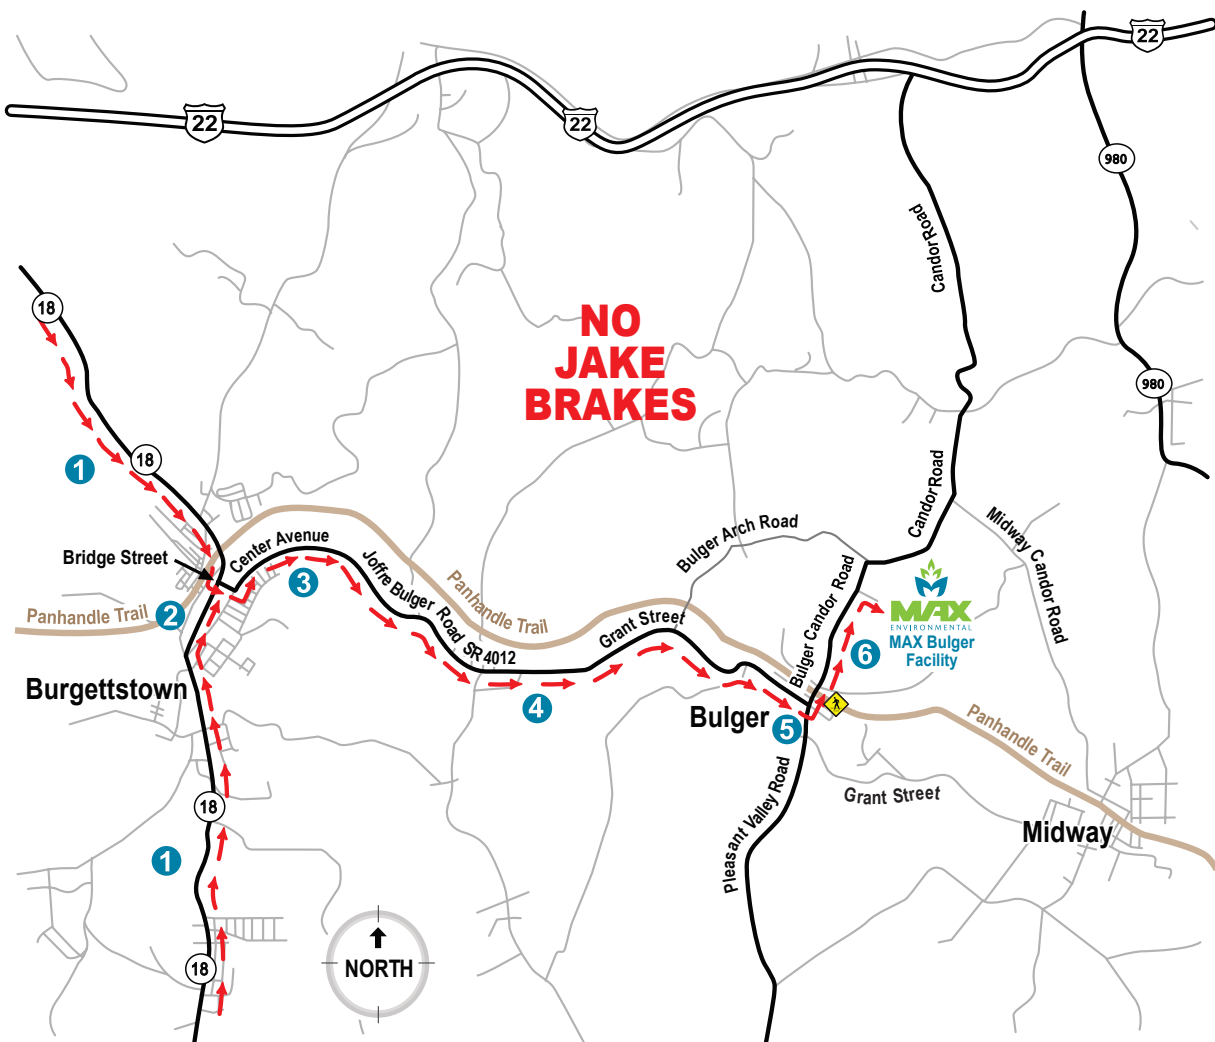 22
22
22
980
Candor Road
18
NO
JAKE
BRAKES
980
18
1
Candor Road
Midway Candor Road
Bulger Arch Road
Center Avenue
Bridge Street
3
Joffre Bulger Road SR 4012
Panhandle Trail
Bulger Candor Road
MAX
ENVIRONMENTAL
MAX Bulger
Facility
2
Panhandle Trail
Grant Street
6
Burgettstown
4
Bulger
5
Panhandle Trail
Pleasant Valley Road
Grant Street
18
Midway
1
18
NORTH